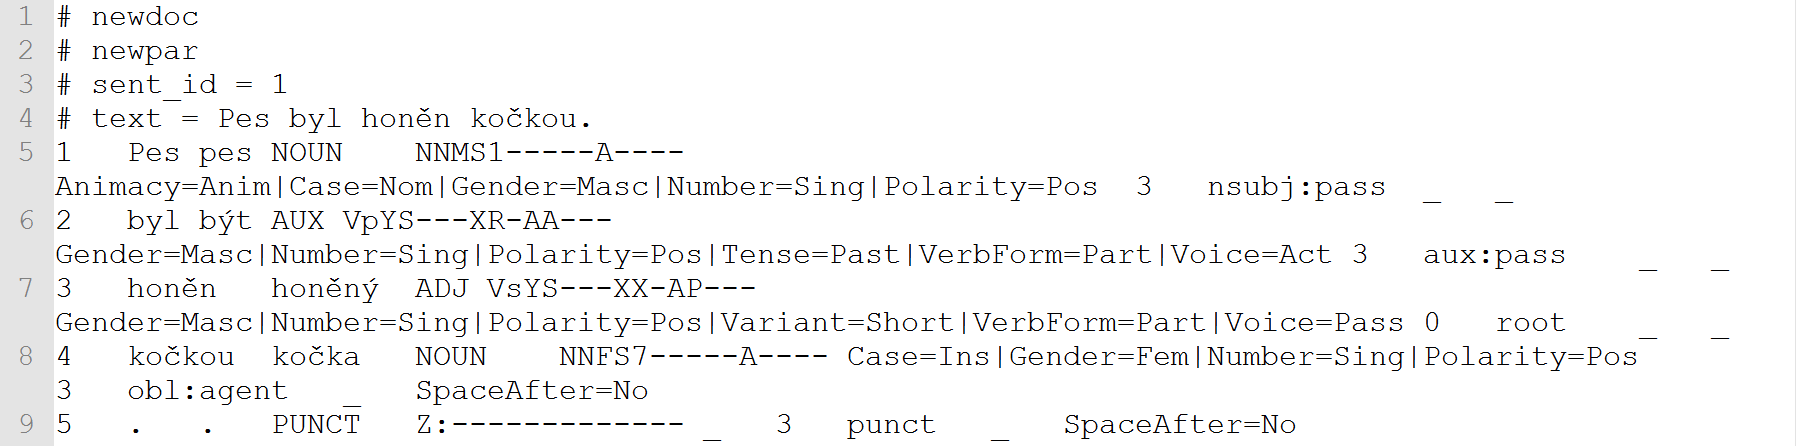 1 # newdoc
2 # newpar
3 # sent_id = 1
4 # text = Pes byl honěn kočkou.
5 1 Pes pes NOUN NNMS1-----A----
Animacy=Anim|Case=Nom|Gender=Masc|Number=Sing|Polarity=Pos 3 nsubj:pass _ _
6 2 byl být AUX VpYS---XR-AA---
Gender=Masc|Number=Sing|Polarity=Pos|Tense=Past|VerbForm=Part|Voice=Act 3 aux:pass _ _
7 3 honěn honěný ADJ VsYS---XX-AP---
Gender=Masc|Number=Sing|Polarity=Pos|Variant=Short|VerbForm=Part|Voice=Pass 0 root _ _
8 4 kočkou kočka NOUN NNFS7-----A---- Case=Ins|Gender=Fem|Number=Sing|Polarity=Pos
3 obl:agent _ SpaceAfter=No
9 5 . . PUNCT Z:------------- _ 3 punct _ SpaceAfter=No